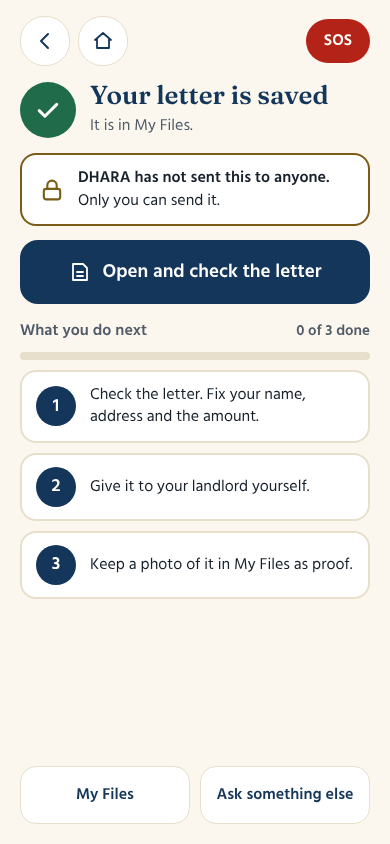 SOS
Your letter is saved
It is in My Files.
DHARA has not sent this to anyone.
Only you can send it.
Open and check the letter
What you do next
0 of 3 done
1
Check the letter. Fix your name,
address and the amount.
2
Give it to your landlord yourself.
3
Keep a photo of it in My Files as proof.
My Files
Ask something else